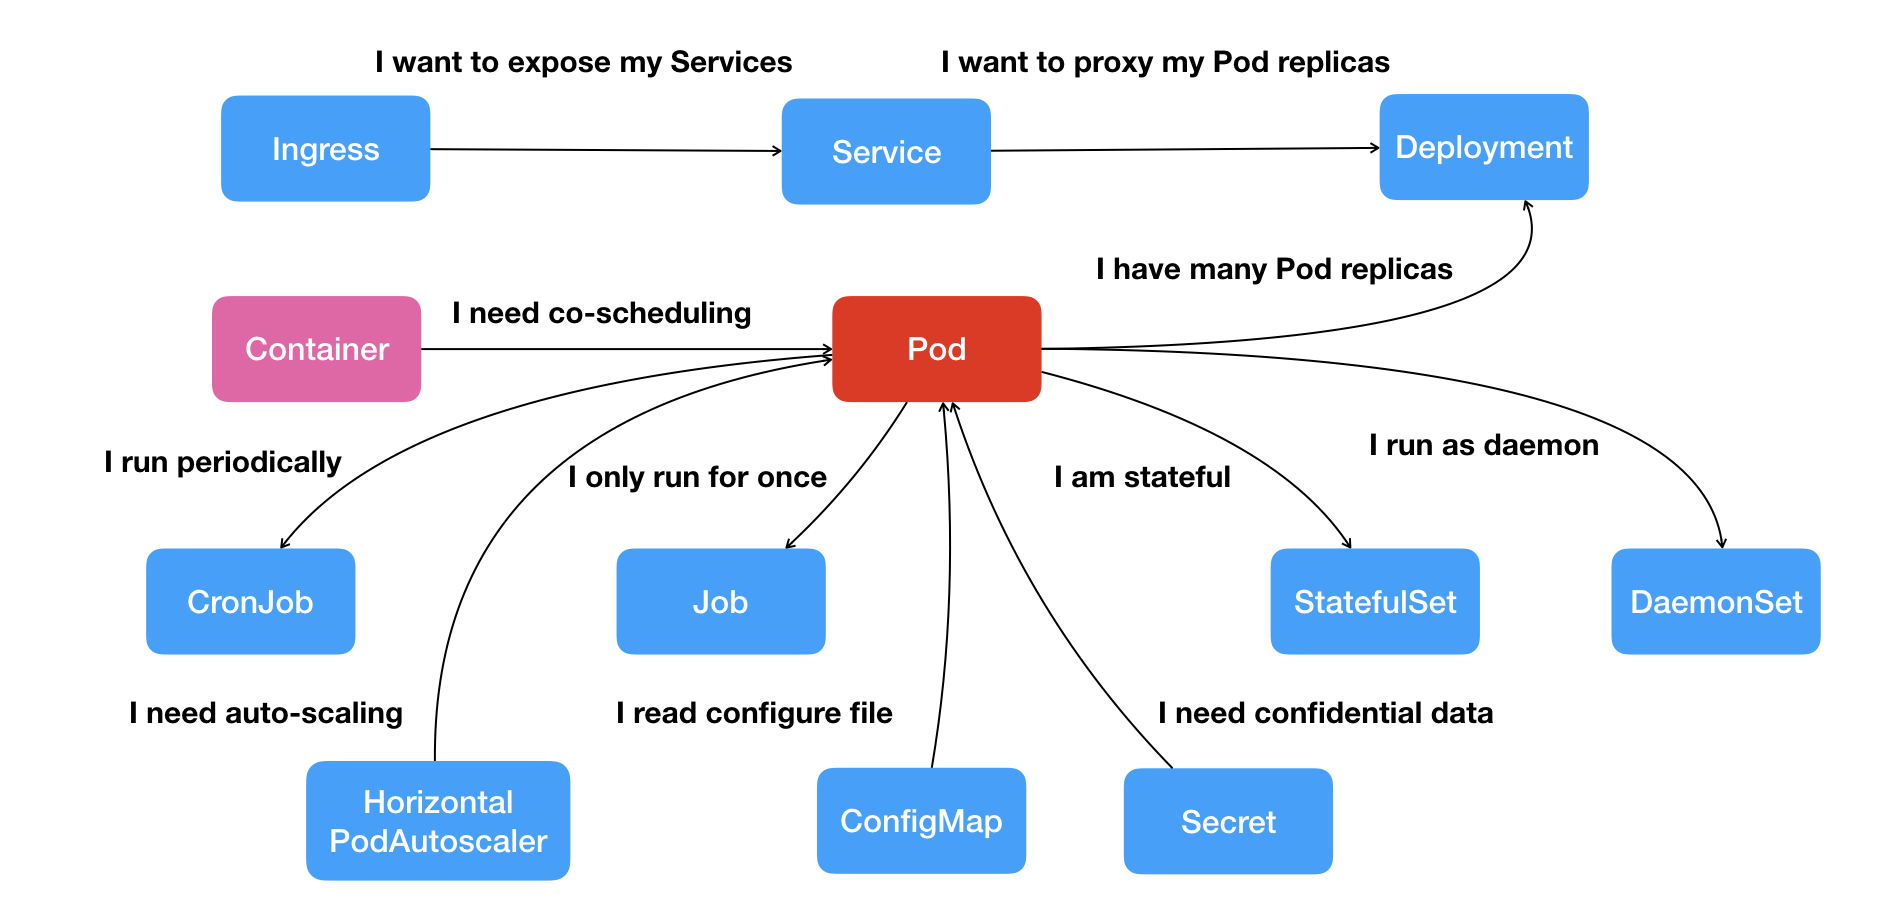 I want to expose my Services
I want to proxy my Pod replicas
Ingress
Service
Deployment
I have many Pod replicas
I need co-scheduling
Container
Pod
I run periodically
I only run for once
I am stateful
I run as daemon
CronJob
Job
StatefulSet
DaemonSet
I need auto-scaling
I read configure file
I need confidential data
Horizontal
PodAutoscaler
ConfigMap
Secret